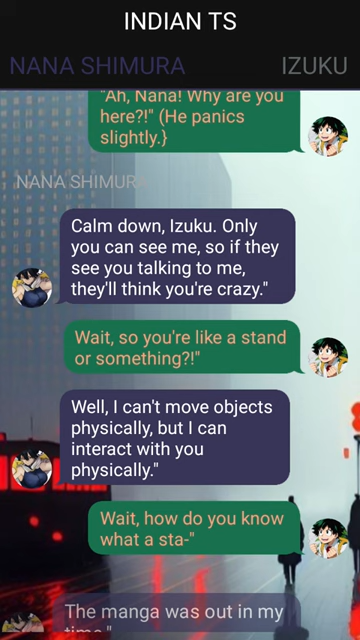 INDIAN TS
NANA SHIMURA
IZUKU
"Ah, Nana! Why are you
here?!" (He panics
slightly.}
NANA SHIMURA
Calm down, Izuku. Only
you can see me, so if they
see you talking to me,
they'll think you're crazy."
Wait, so you're like a stand
or something?!"
Well, I can't move objects
physically, but I can
interact with you
physically."
Wait, how do you know
what a sta-"
The manga was out in my
time."